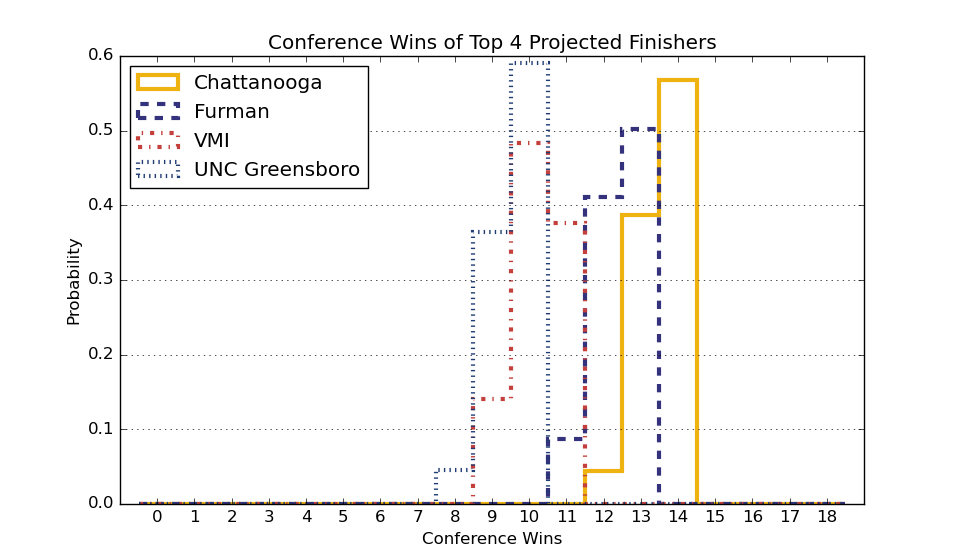 Conference Wins of Top 4 Projected Finishers
0.6
0.5
0.4
0.3
0.2
0.1
0.0
Probability
Chattanooga
Furman
VMI
UNC Greensboro
0 1 2 3 4 5 6 7 8 9 10 11 12 13 14 15 16 17 18
Conference Wins